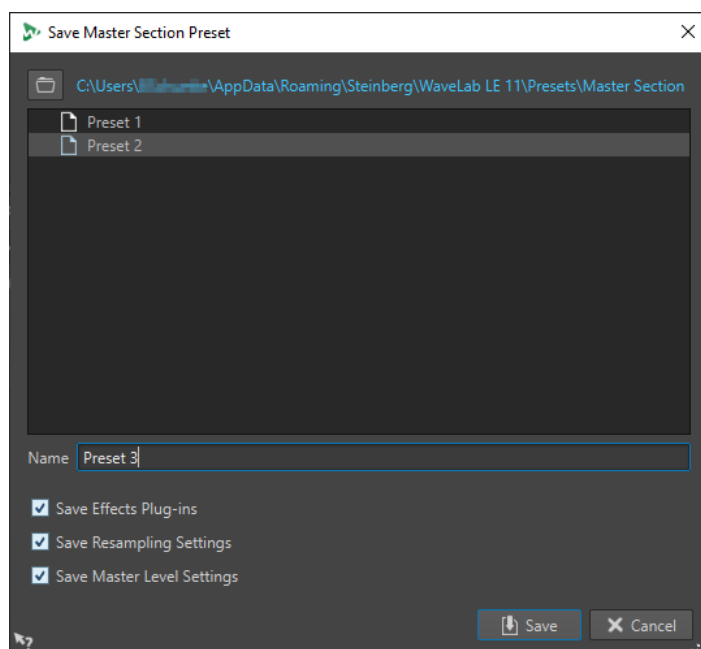 Save Master Section Preset
C:\Users\ \AppData\Roaming\Steinberg\WaveLab LE 11\Presets\Master Section
Preset 1
Preset 2
Name Preset 3
Save Effects Plug-ins
Save Resampling Settings
Save Master Level Settings
Save Cancel